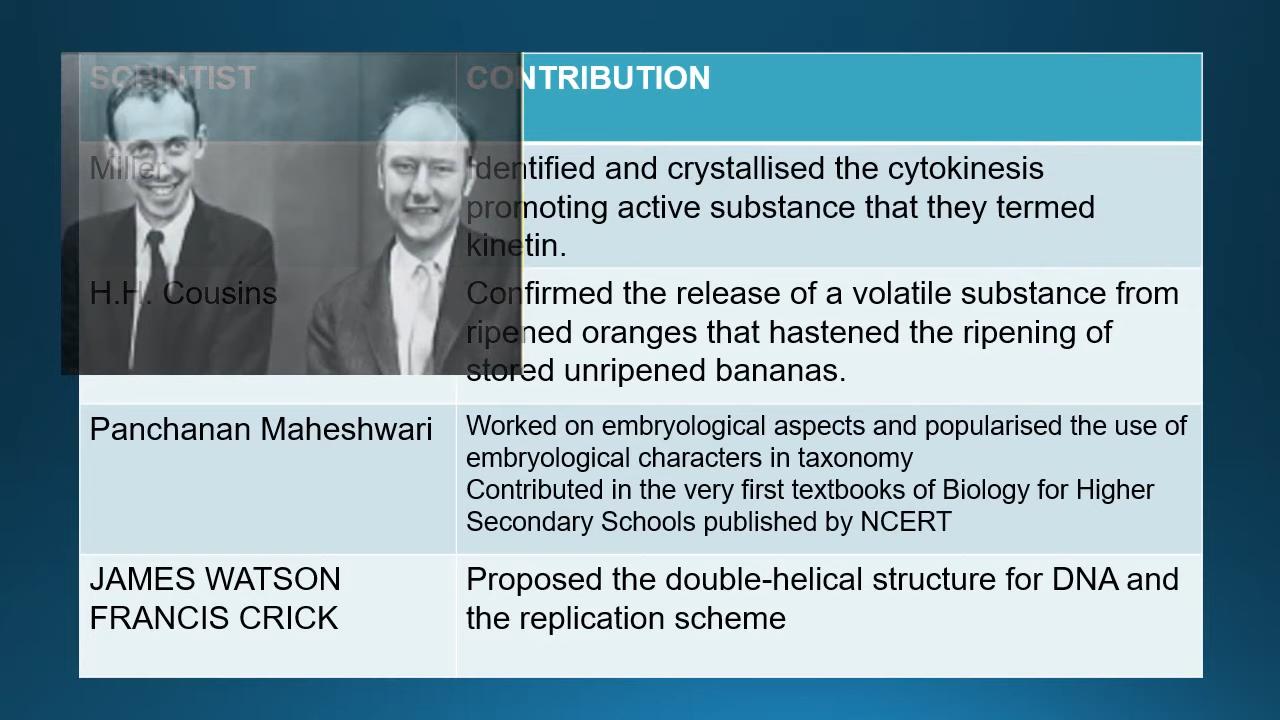 SCEINTIST
CONTRIBUTION
Miller
Identified and crystallised the cytokinesis
promoting active substance that they termed
kinetin.
H.H. Cousins
Confirmed the release of a volatile substance from
ripened oranges that hastened the ripening of
stored unripened bananas.
Panchanan Maheshwari
Worked on embryological aspects and popularised the use of
embryological characters in taxonomy
Contributed in the very first textbooks of Biology for Higher
Secondary Schools published by NCERT
JAMES WATSON
FRANCIS CRICK
Proposed the double-helical structure for DNA and
the replication scheme